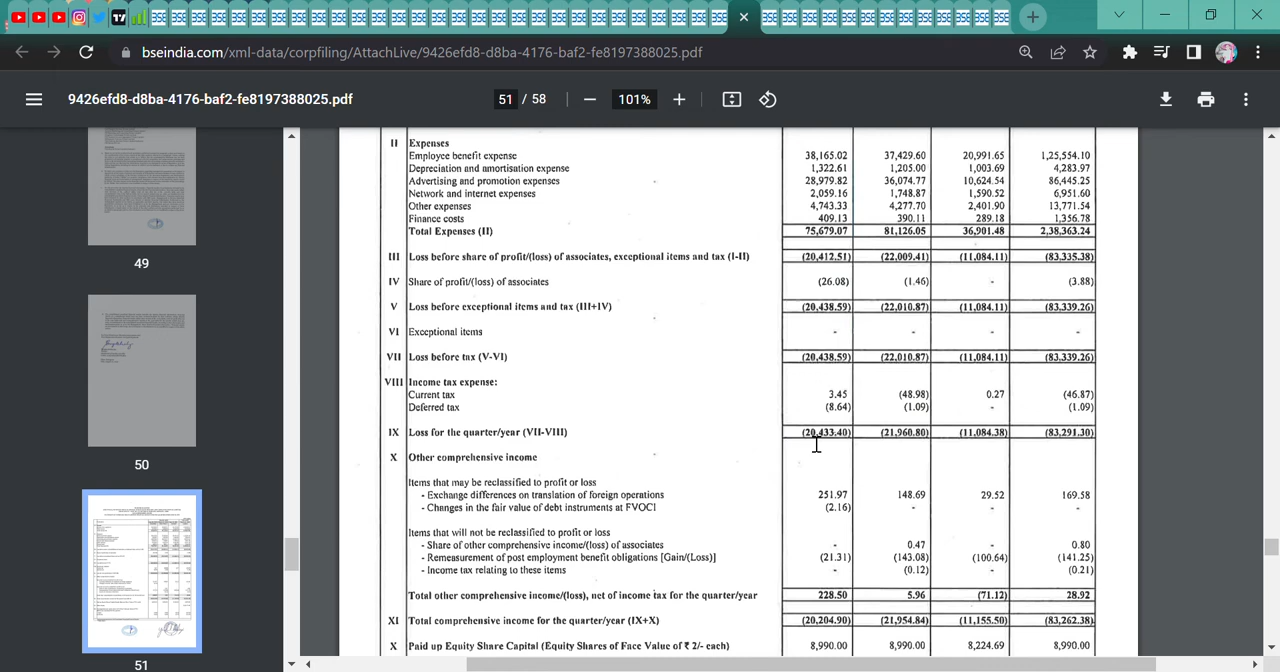 bseindia.com/xml-data/corpfiling/AttachLive/9426efd8-d8ba-4176-baf2-fe8197388025.pdf
9426efd8-d8ba-4176-baf2-fe8197388025.pdf 51 / 58 101%
II Expenses
Employee benefit expense 38,165.02 37,429.60 20,991.65 1,25,554.10
Depreciation and amortisation expense 1,322.61 1,205.00 1,003.69 4,283.97
Advertising and promotion expenses 28,979.82 36,074.77 10,624.54 86,445.25
Network and internet expenses 2,059.16 1,748.87 1,590.52 6,951.60
Other expenses 4,743.33 4,277.70 2,401.90 13,771.54
Finance costs 409.13 390.11 289.18 1,356.78
Total Expenses (II) 75,679.07 81,126.05 36,901.48 2,38,363.24
III Loss before share of profit/(loss) of associates, exceptional items and tax (I-II) (20,412.51) (22,009.41) (11,084.11) (83,335.38)
IV Share of profit/(loss) of associates (26.08) (1.46) - (3.88)
V Loss before exceptional items and tax (III+IV) (20,438.59) (22,010.87) (11,084.11) (83,339.26)
VI Exceptional items - - - -
VII Loss before tax (V-VI) (20,438.59) (22,010.87) (11,084.11) (83,339.26)
VIII Income tax expense:
Current tax 3.45 (48.98) 0.27 (46.87)
Deferred tax (8.64) (1.09) - (1.09)
IX Loss for the quarter/year (VII-VIII) (20,433.40) (21,960.80) (11,084.38) (83,291.30)
X Other comprehensive income
Items that may be reclassified to profit or loss
- Exchange differences on translation of foreign operations 251.97 148.69 29.52 169.58
- Changes in the fair value of debt instruments at FVOCI (2.16) - - -
Items that will not be reclassified to profit or loss
- Share of other comprehensive income/(loss) of associates - 0.47 - 0.80
- Remeasurement of post employment benefit obligations [Gain/(Loss)] (21.31) (143.08) (100.64) (141.25)
- Income tax relating to these items - (0.12) - (0.21)
Total other comprehensive income/(loss), net of income tax for the quarter/year 228.50 5.96 (71.12) 28.92
XI Total comprehensive income for the quarter/year (IX+X) (20,204.90) (21,954.84) (11,155.50) (83,262.38)
X Paid up Equity Share Capital (Equity Shares of Face Value of ₹ 2/- each) 8,990.00 8,990.00 8,224.69 8,990.00
49
50
51